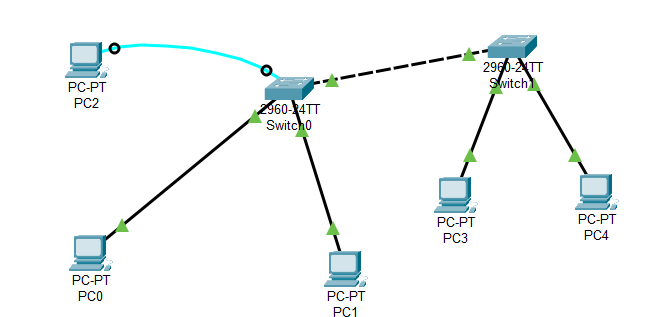 PC-PT
PC2
2960-24TT
Switch0
2960-24TT
Switch1
PC-PT
PC3
PC-PT
PC4
PC-PT
PC0
PC-PT
PC1